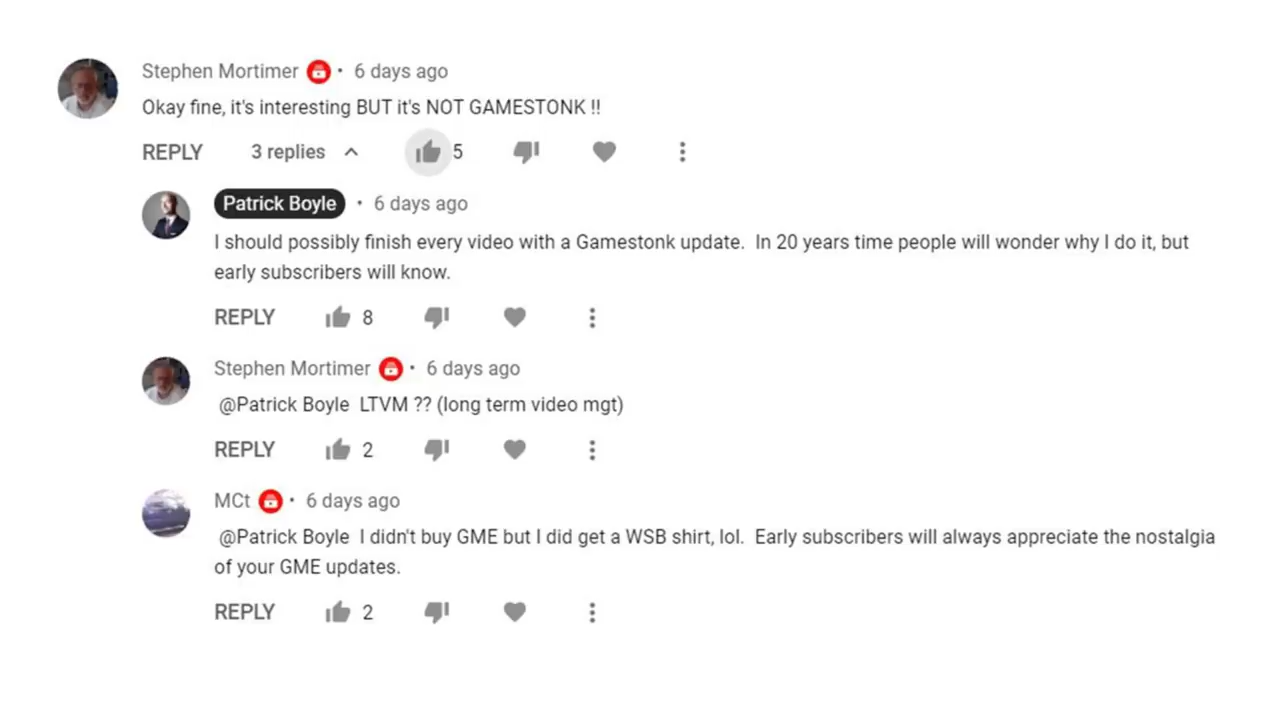 Stephen Mortimer • 6 days ago
Okay fine, it's interesting BUT it's NOT GAMESTONK !!
REPLY 3 replies 5
Patrick Boyle • 6 days ago
I should possibly finish every video with a Gamestonk update. In 20 years time people will wonder why I do it, but
early subscribers will know.
REPLY 8
Stephen Mortimer • 6 days ago
@Patrick Boyle LTVM ?? (long term video mgt)
REPLY 2
MCt • 6 days ago
@Patrick Boyle I didn't buy GME but I did get a WSB shirt, lol. Early subscribers will always appreciate the nostalgia
of your GME updates.
REPLY 2